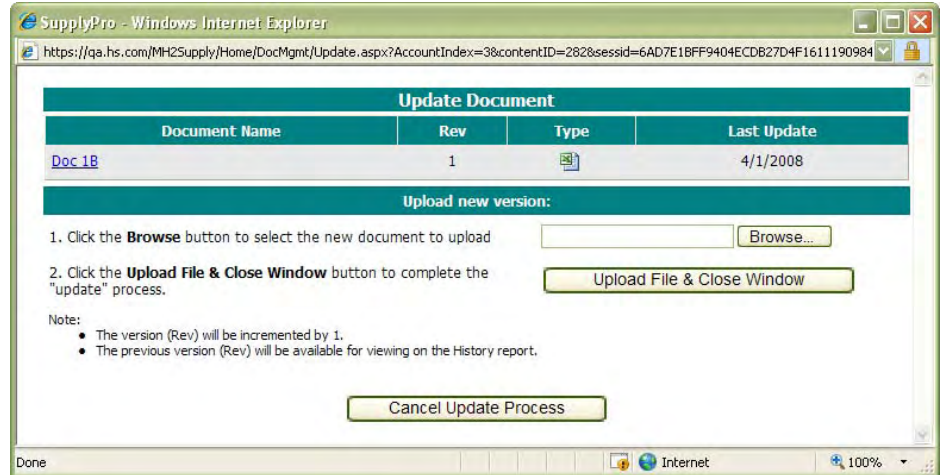 SupplyPro - Windows Internet Explorer
https://qa.hs.com/MH2Supply/Home/DocMgmt/Update.aspx?AccountIndex=3&contentID=282&sessid=6AD7E1BFF9404ECDB27D4F1611190984
Update Document
Document Name Rev Type Last Update
Doc 1B 1 4/1/2008
Upload new version:
1. Click the Browse button to select the new document to upload Browse...
2. Click the Upload File & Close Window button to complete the Upload File & Close Window
"update" process.
Note:
• The version (Rev) will be incremented by 1.
• The previous version (Rev) will be available for viewing on the History report.
Cancel Update Process
Done Internet 100%